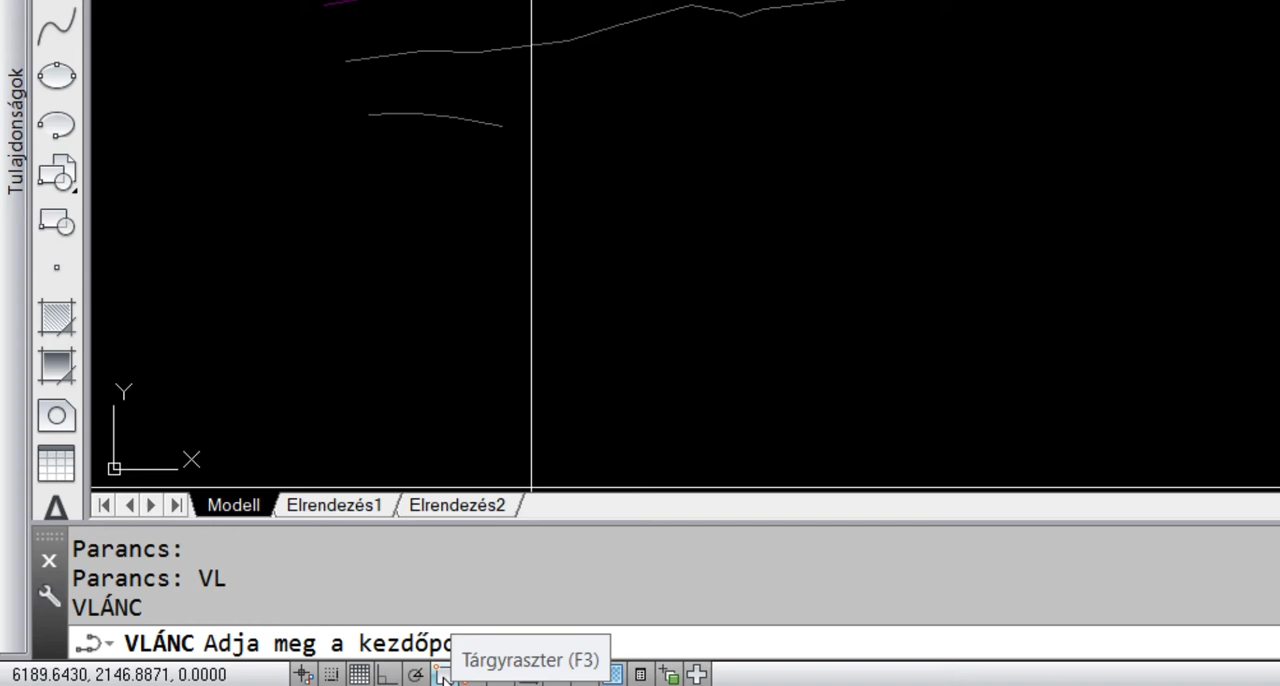 Tulajdonságok
Y
X
Modell
Elrendezés1
Elrendezés2
Parancs:
Parancs: VL
VLÁNC
VLÁNC Adja meg a
Tárgyraszter (F3)
6189.6430, 2146.8871, 0.0000